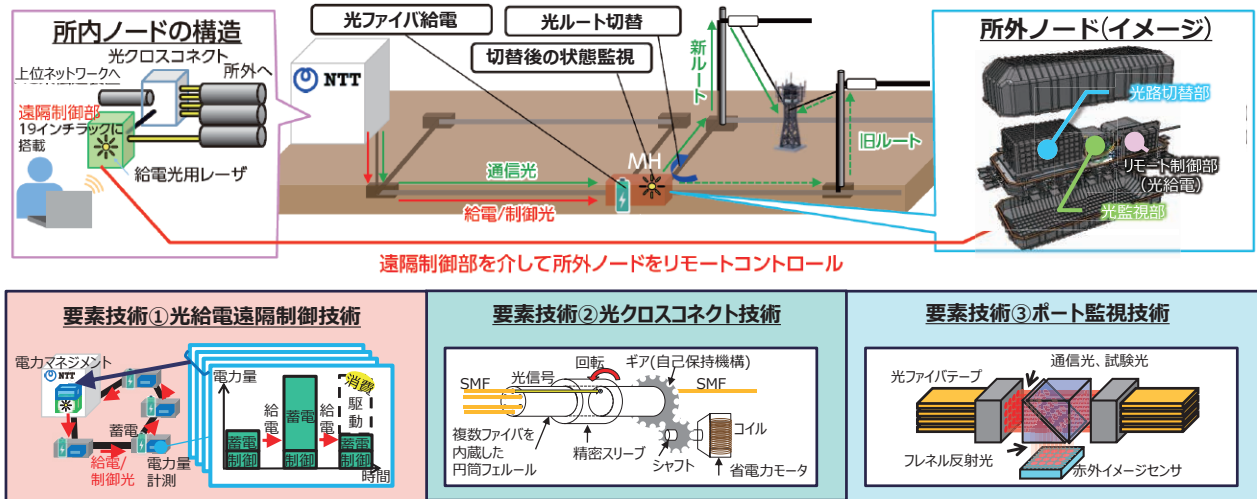 所内ノードの構造
光クロスコネクト
上位ネットワークへ
所外へ
遠隔制御部
19インチラックに
搭載
給電光用レーザ
光ファイバ給電
光ルート切替
切替後の状態監視
NTT
新ルート
旧ルート
MH
通信光
給電/制御光
遠隔制御部を介して所外ノードをリモートコントロール
所外ノード(イメージ)
光路切替部
リモート制御部
(光給電)
光監視部
要素技術①光給電遠隔制御技術
電力マネジメント
NTT
蓄電
給電/
制御光
電力量
計測
電力量
蓄電
制御
給電
蓄電
制御
給電
消費
駆動
蓄電
制御
時間
要素技術②光クロスコネクト技術
回転
ギア(自己保持機構)
SMF
光信号
SMF
複数ファイバを
内蔵した
円筒フェルール
精密スリーブ
シャフト
コイル
省電力モータ
要素技術③ポート監視技術
通信光、試験光
光ファイバテープ
フレネル反射光
赤外イメージセンサ